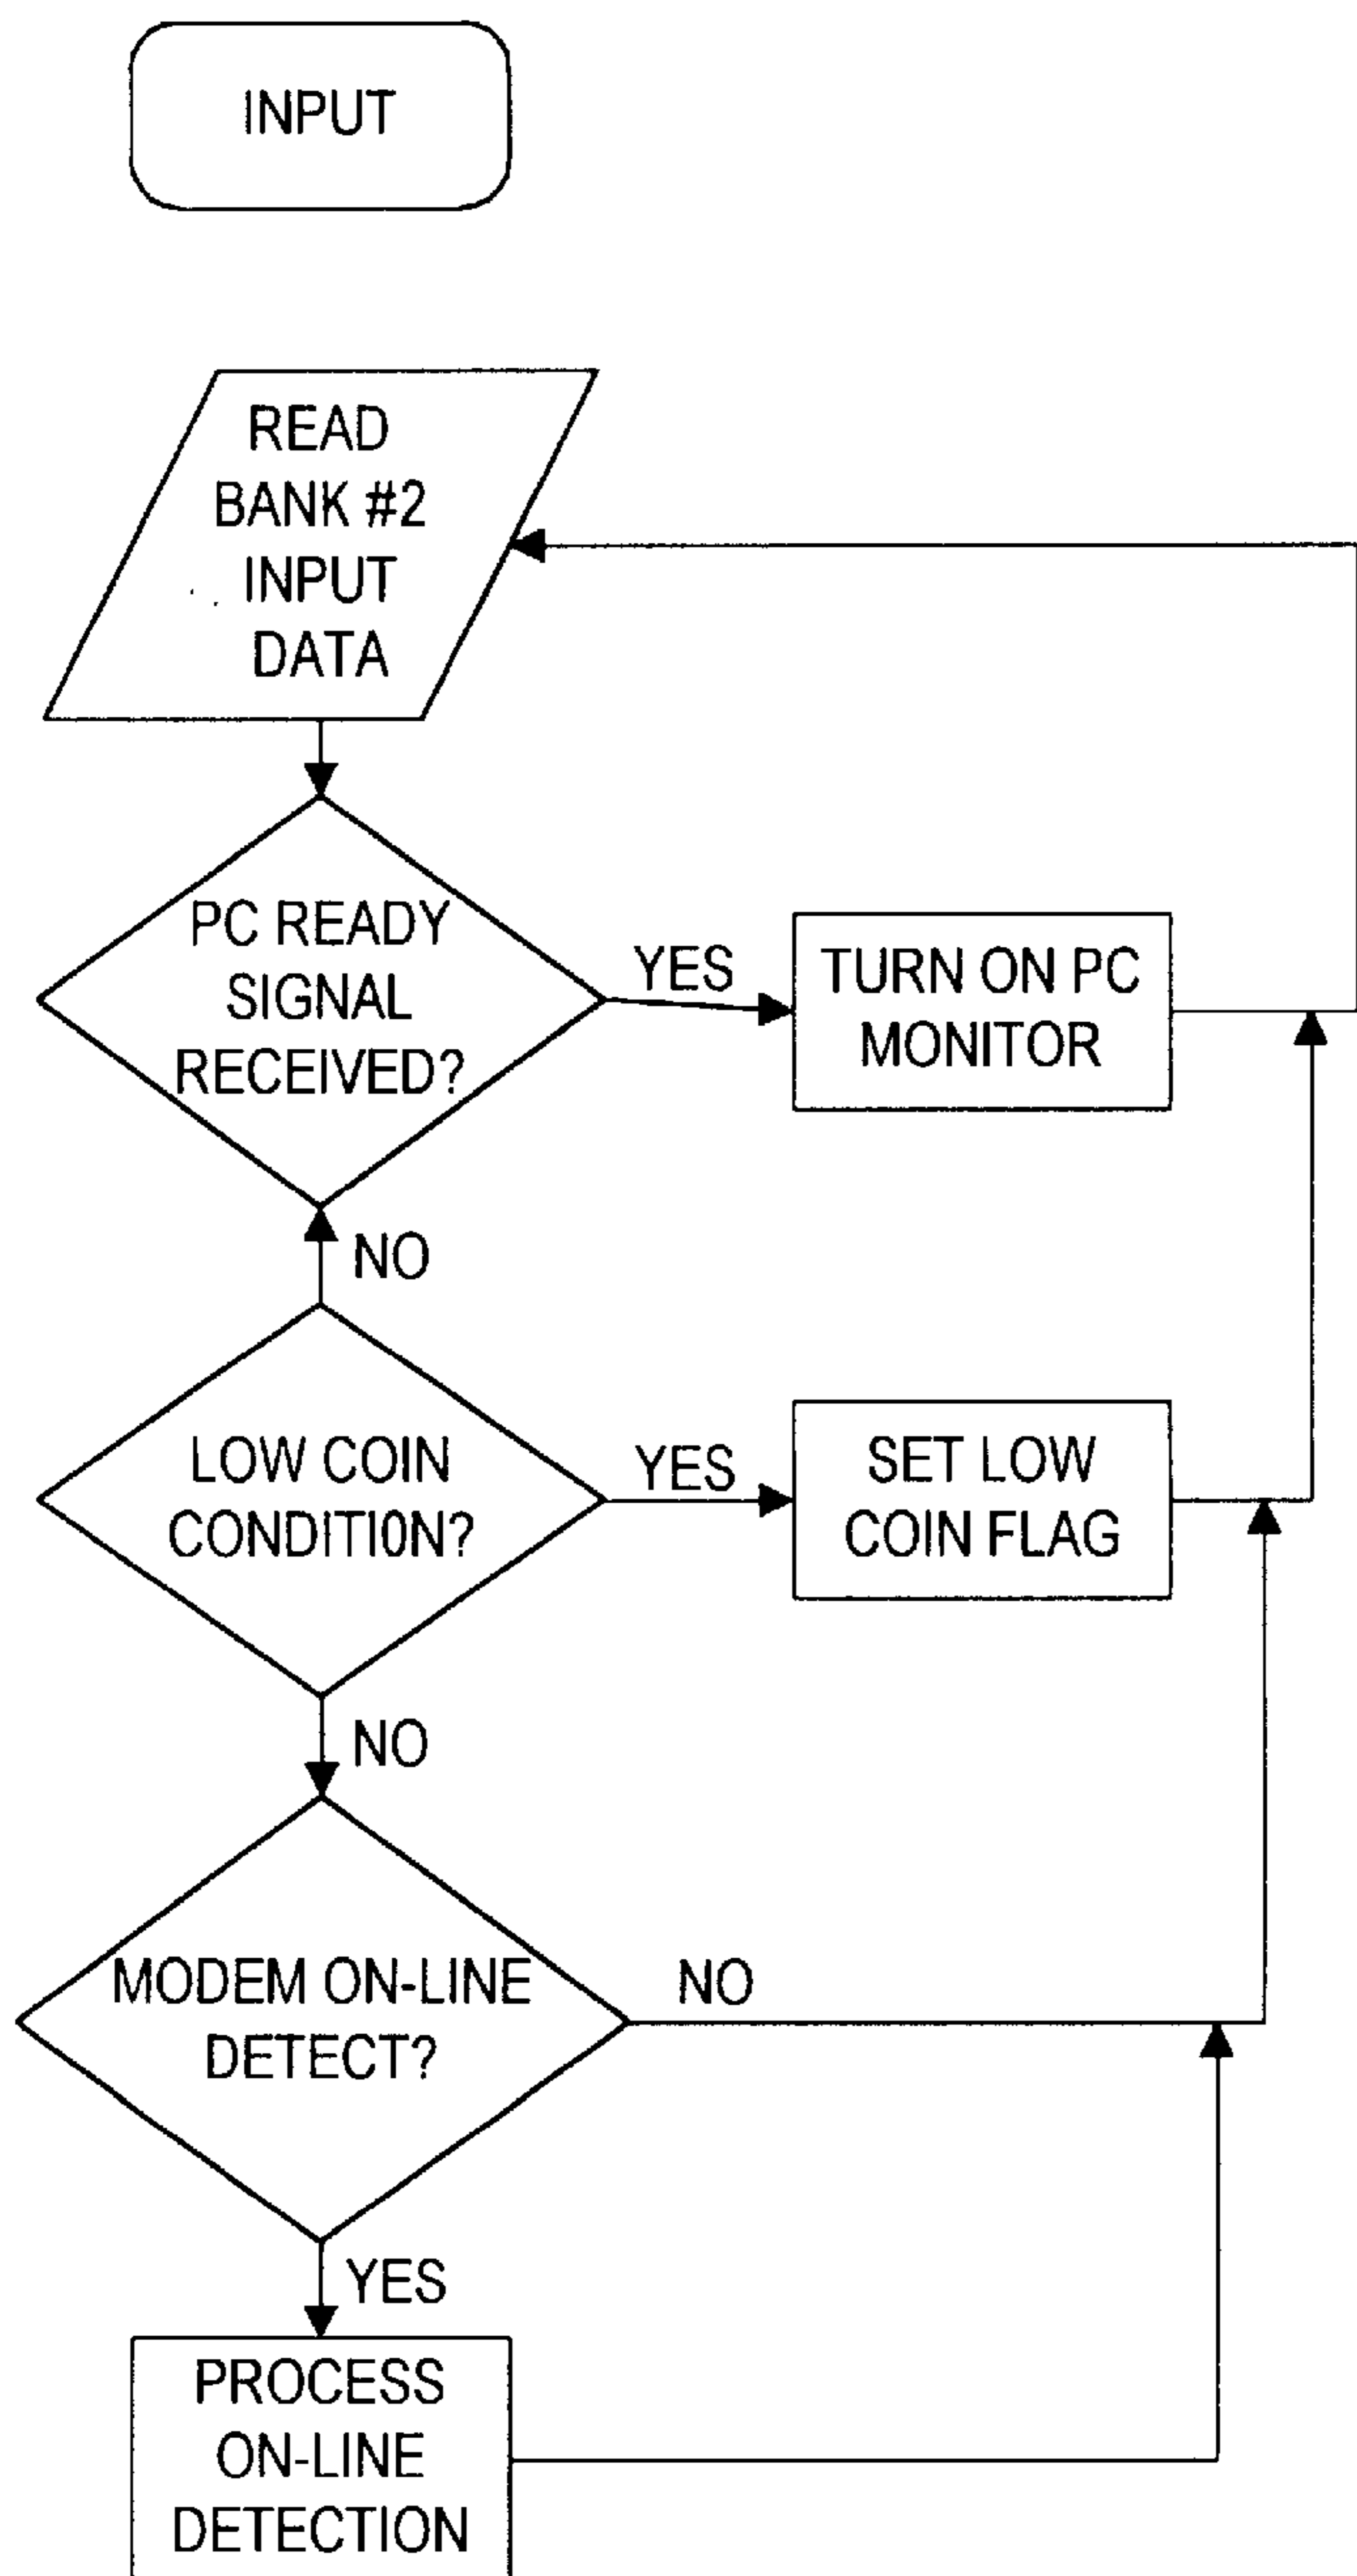 INPUT
READ
BANK #2
INPUT
DATA
PC READY
SIGNAL
RECEIVED?
YES
TURN ON PC
MONITOR
NO
LOW COIN
CONDITI0N?
YES
SET LOW
COIN FLAG
NO
MODEM ON-LINE
DETECT?
NO
YES
PROCESS
ON-LINE
DETECTION